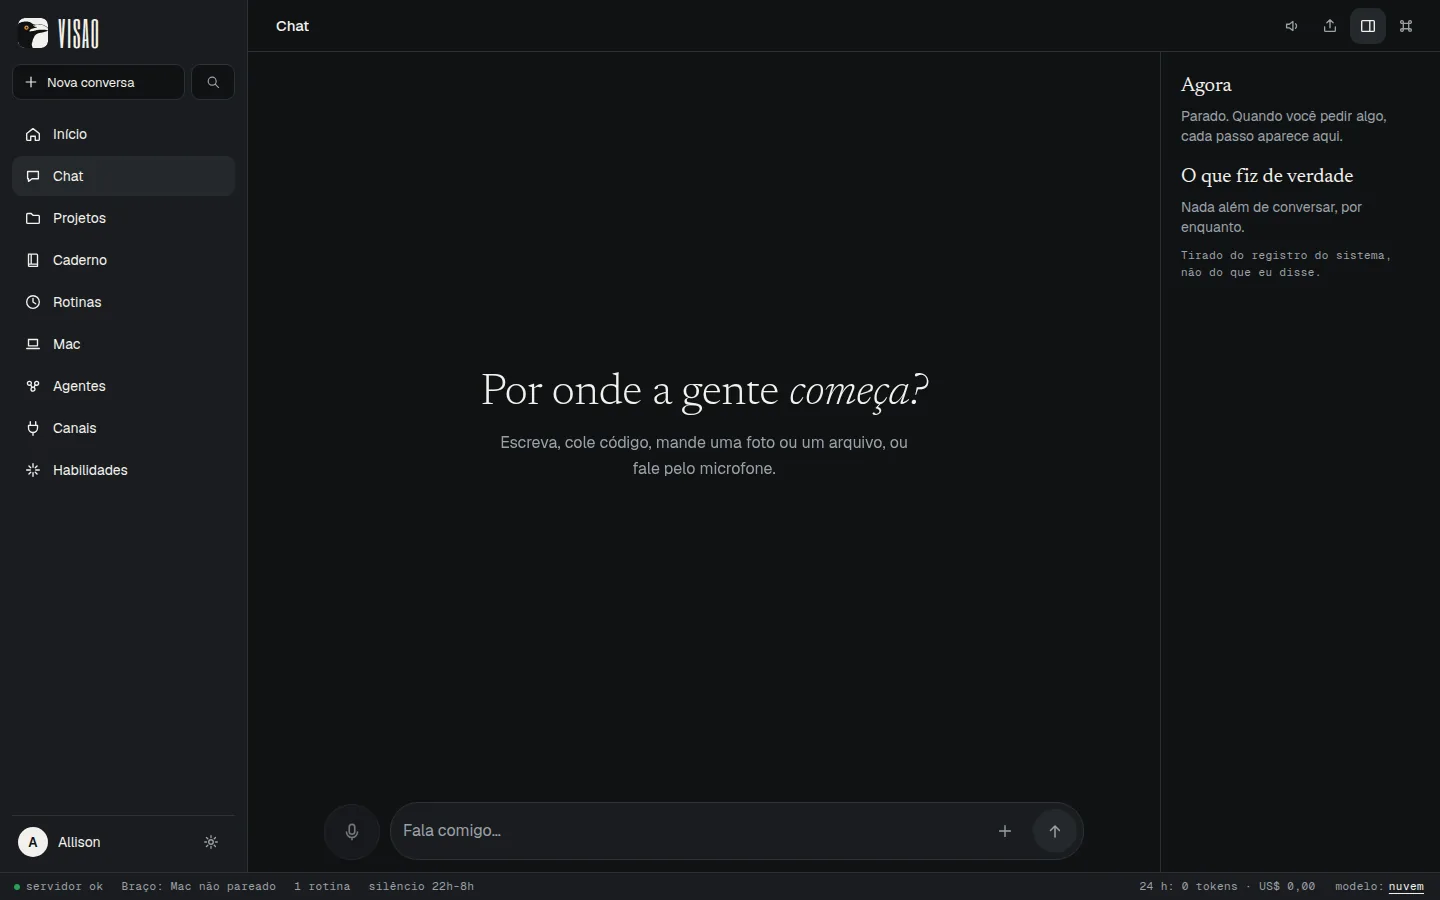 VISAO
Nova conversa
Início
Chat
Projetos
Caderno
Rotinas
Mac
Agentes
Canais
Habilidades
A
Allison
Chat
Por onde a gente começa?
Escreva, cole código, mande uma foto ou um arquivo, ou
fale pelo microfone.
Fala comigo...
Agora
Parado. Quando você pedir algo,
cada passo aparece aqui.
O que fiz de verdade
Nada além de conversar, por
enquanto.
Tirado do registro do sistema,
não do que eu disse.
servidor ok Braço: Mac não pareado 1 rotina silêncio 22h-8h 24 h: 0 tokens · US$ 0,00 modelo: nuvem